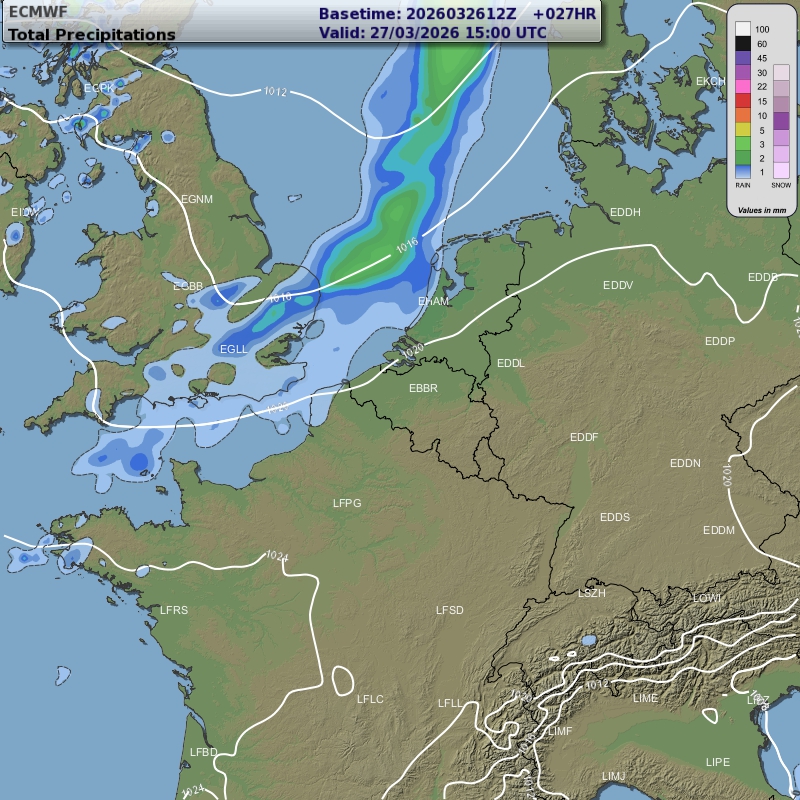 ECMWF
Total Precipitations
Basetime: 2026032612Z +027HR
Valid: 27/03/2026 15:00 UTC
100
60
45
30
22
15
10
5
3
2
1
RAIN SNOW
Values in mm
ECPK
1012
EKCH
EGNM
EDDH
1016
EGBB
1016
EHAM
EDDV
EDDB
EDDP
EGLL
1020
EDDL
EBBR
EDDF
EDDN
1020
LFPG
EDDS
EDDM
1024
LSZH
LOWI
LFRS
LFSD
LFLC
LFLL
1020
1012
LIME
LIMF
LFBD
LIPE
LIMJ
1024